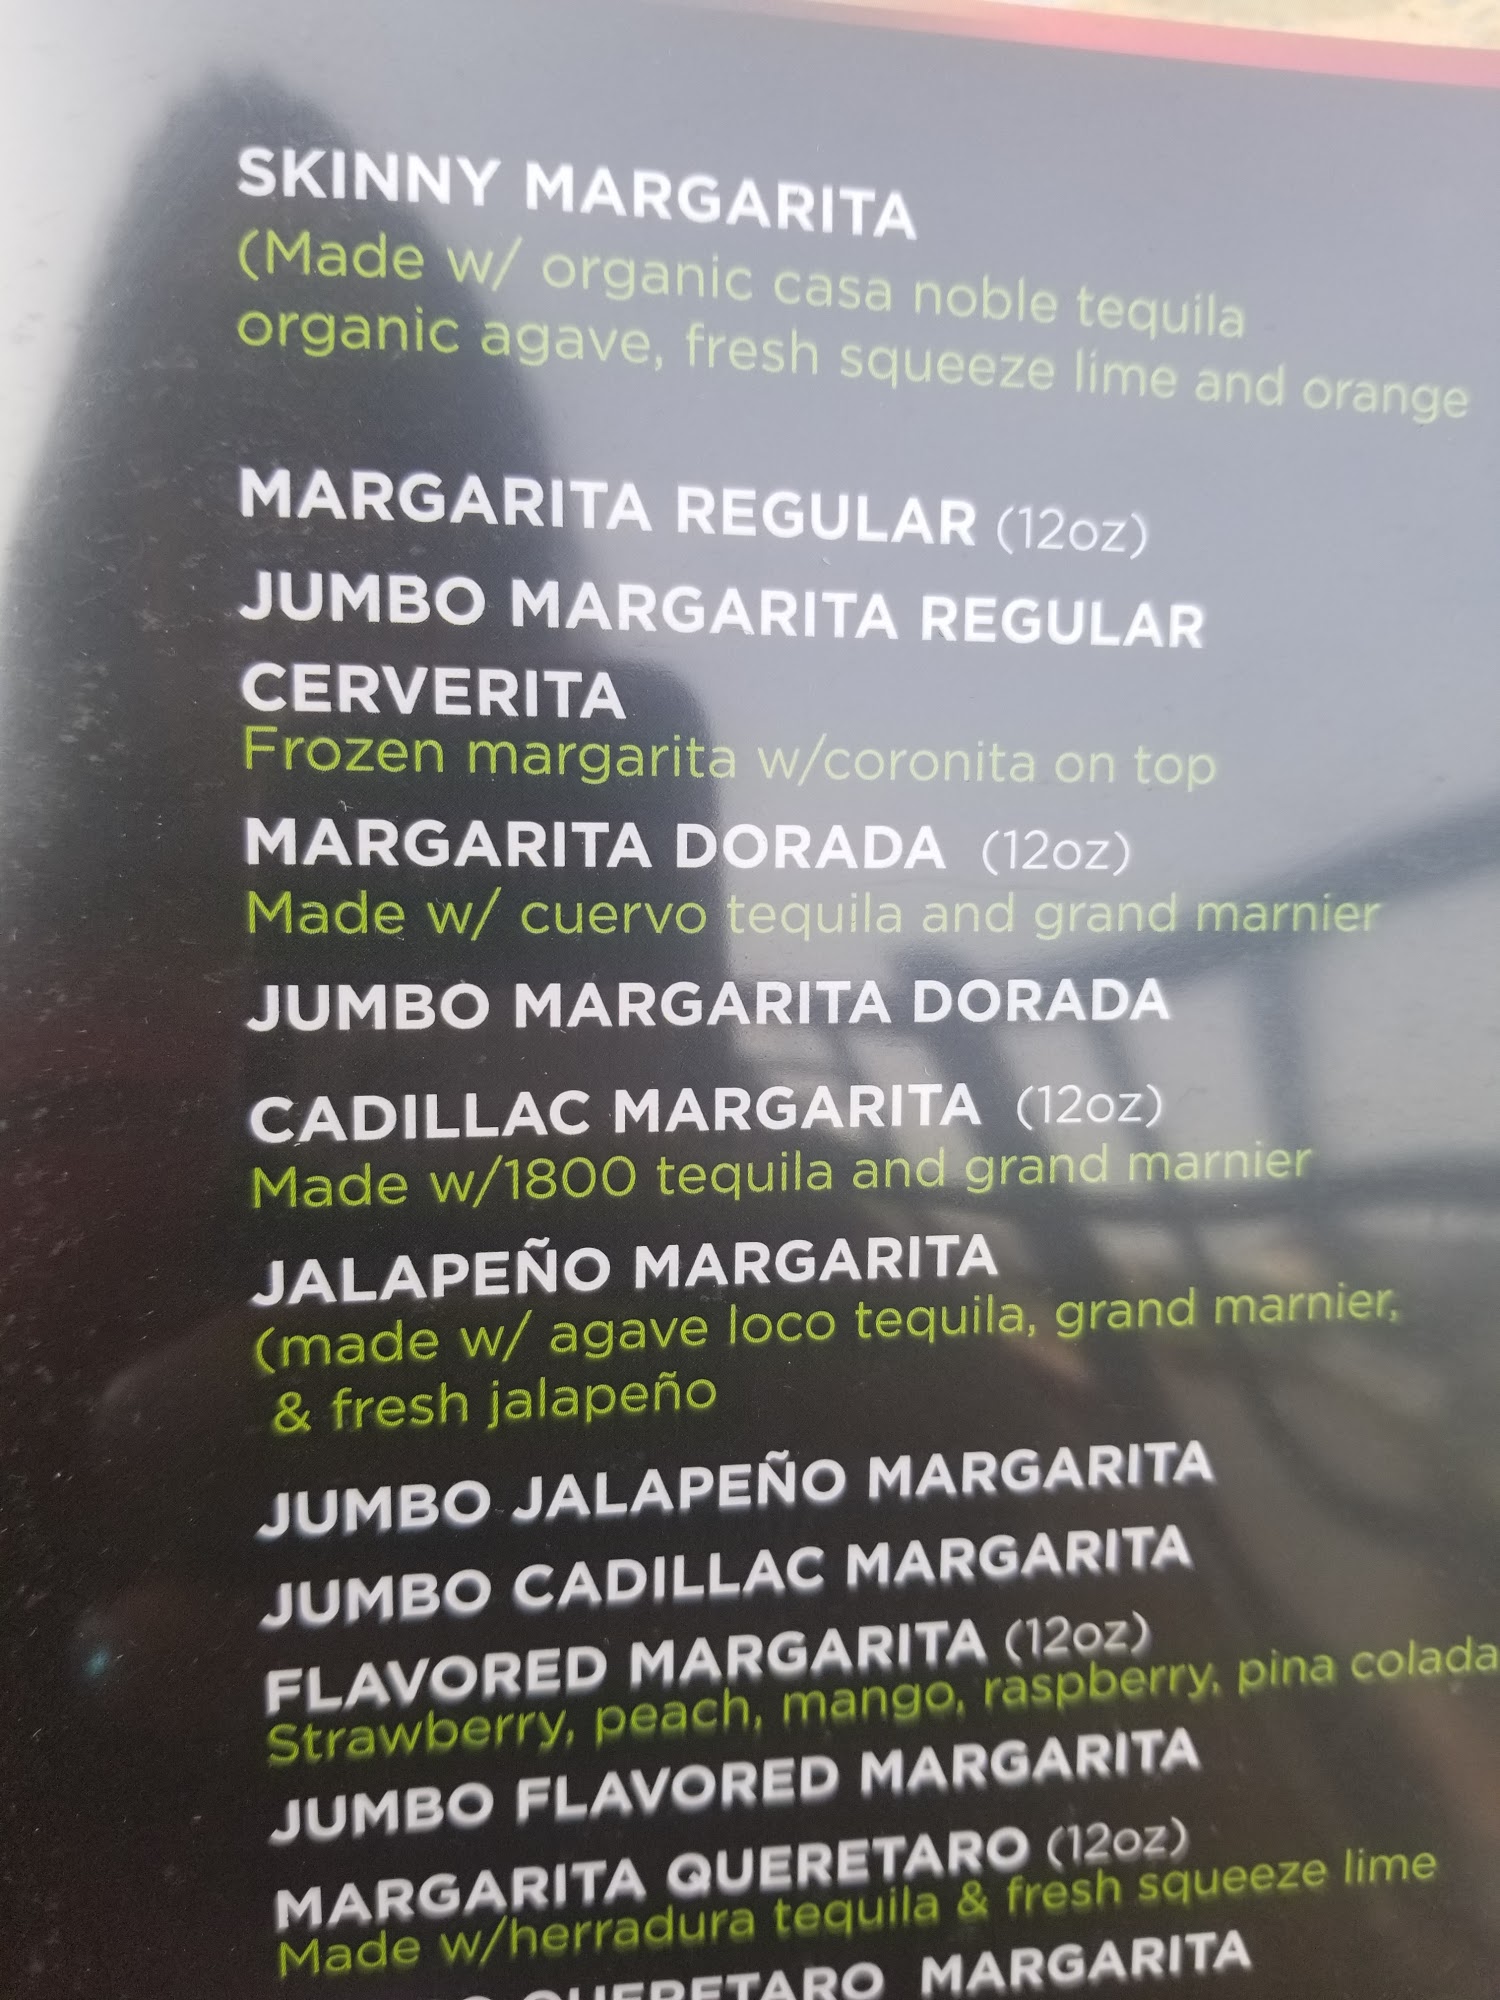 SKINNY MARGARITA
(Made w/ organic casa noble tequila
organic agave, fresh squeeze lime and orange
MARGARITA REGULAR (12oz)
JUMBO MARGARITA REGULAR
CERVERITA
Frozen margarita w/coronita on top
MARGARITA DORADA (12oz)
Made w/ cuervo tequila and grand marnier
JUMBO MARGARITA DORADA
CADILLAC MARGARITA (12oz)
Made w/1800 tequila and grand marnier
JALAPEÑO MARGARITA
(made w/ agave loco tequila, grand marnier,
& fresh jalapeño
JUMBO JALAPEÑO MARGARITA
JUMBO CADILLAC MARGARITA
FLAVORED MARGARITA (12oz)
Strawberry, peach, mango, raspberry, pina colada
JUMBO FLAVORED MARGARITA
MARGARITA QUERETARO (12oz)
Made w/herradura tequila & fresh squeeze lime
QUERETARO MARGARITA